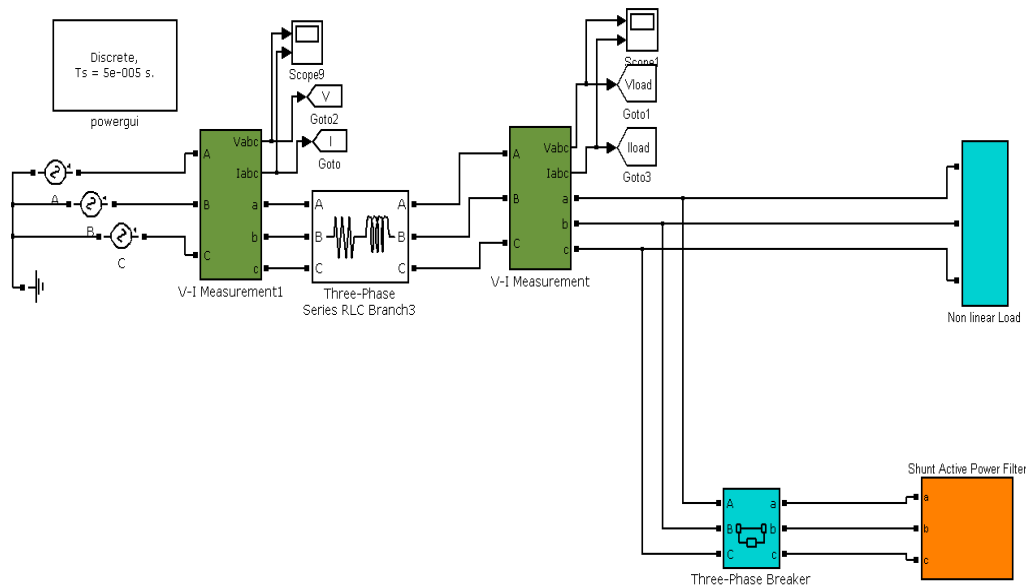 Discrete,
Ts = 5e-005 s.
powergui
Scope9
V
Goto2
I
Goto
Vabc
Iabc
A
B
C
a
b
c
V-I Measurement1
A
B
C
A
B
C
A
B
C
Three-Phase
Series RLC Branch3
Scope1
Vload
Goto1
Iload
Goto3
Vabc
Iabc
A
B
C
a
b
c
V-I Measurement
Non linear Load
Shunt Active Power Filter
A
B
C
a
b
c
Three-Phase Breaker
a
b
c